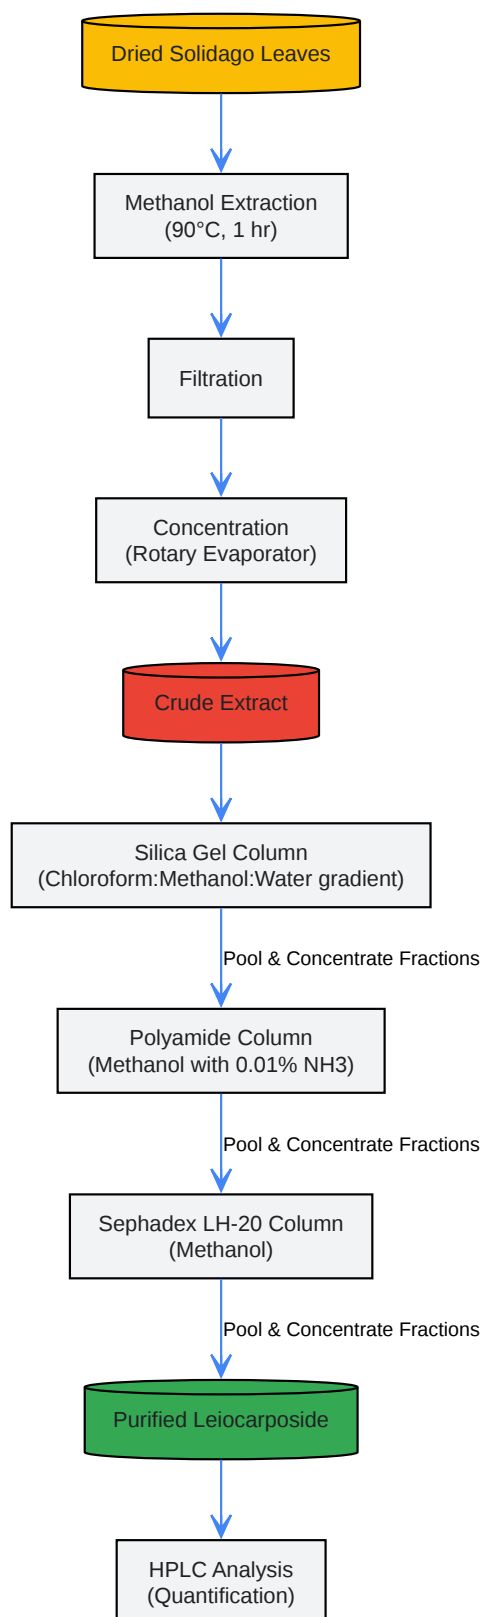 Dried Solidago Leaves
Methanol Extraction
(90°C, 1 hr)
Filtration
Concentration
(Rotary Evaporator)
Crude Extract
Silica Gel Column
(Chloroform:Methanol:Water gradient)
Pool & Concentrate Fractions
Polyamide Column
(Methanol with 0.01% NH3)
Pool & Concentrate Fractions
Sephadex LH-20 Column
(Methanol)
Pool & Concentrate Fractions
Purified Leiocarposide
HPLC Analysis
(Quantification)